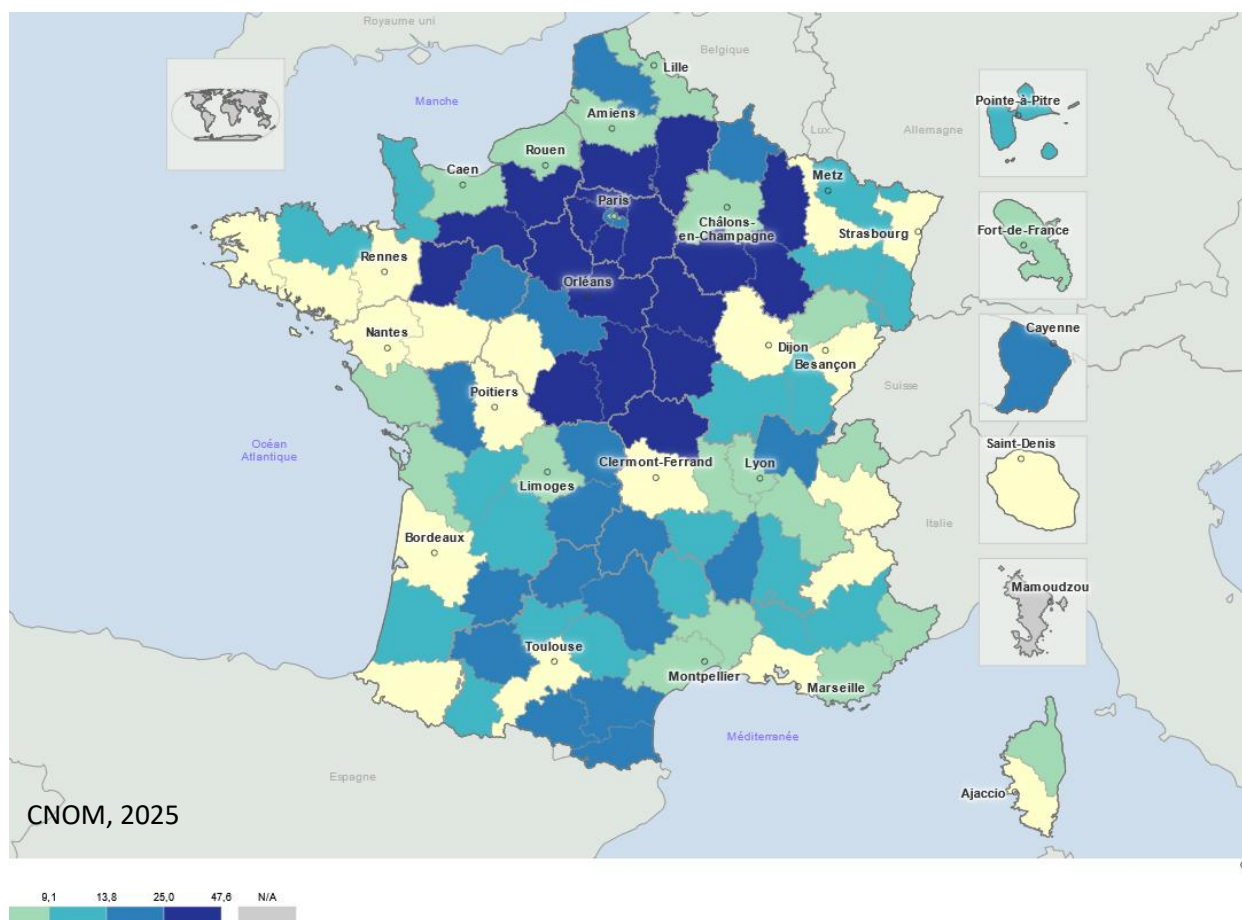 Royaume uni
Belgique
Lille
Manche
Amiens
Lux.
Allemagne
Pointe-à-Pitre
Rouen
Caen
Metz
Paris
Châlons-
en-Champagne
Strasbourg
Fort-de-France
Rennes
Orléans
Nantes
Dijon
Besançon
Cayenne
Suisse
Poitiers
Océan
Atlantique
Saint-Denis
Clermont-Ferrand
Lyon
Limoges
Italie
Bordeaux
Mamoudzou
Toulouse
Montpellier
Marseille
Méditerranée
Espagne
Ajaccio
CNOM, 2025
9,1 13,8 25,0 47,6 N/A